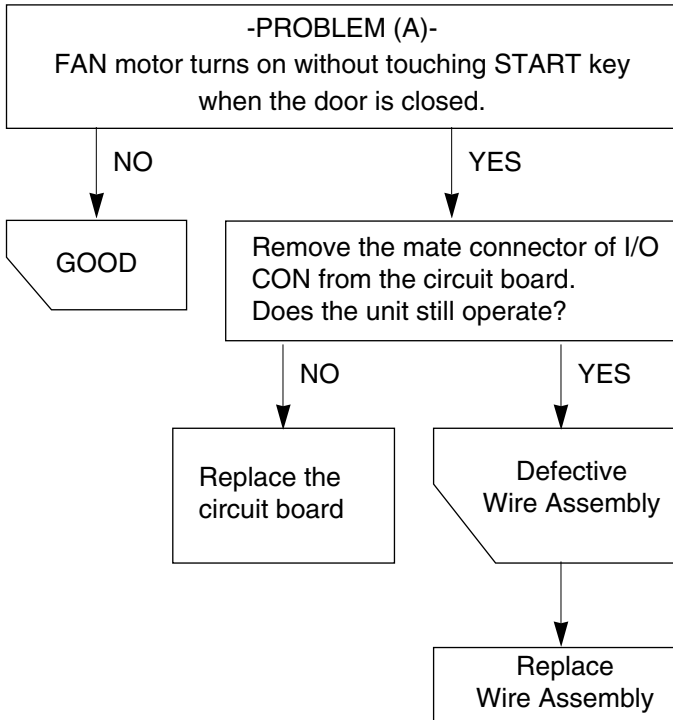 -PROBLEM (A)-
FAN motor turns on without touching START key
when the door is closed.
NO
YES
GOOD
Remove the mate connector of I/O
CON from the circuit board.
Does the unit still operate?
NO
YES
Replace the
circuit board
Defective
Wire Assembly
Replace
Wire Assembly